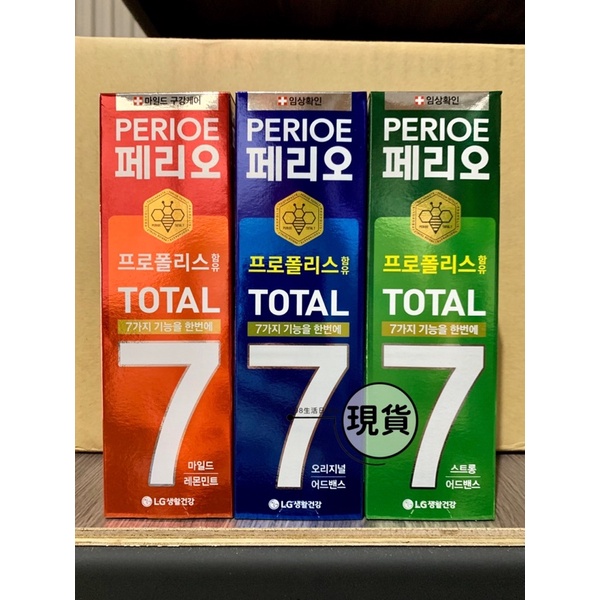 마일드 구강케어
PERIOE
페리오
프로폴리스 함유
TOTAL
7가지 기능을 한번에
7
마일드
레몬민트
LG생활건강
임상확인
PERIOE
페리오
프로폴리스 함유
TOTAL
7가지 기능을 한번에
7
오리지널
어드밴스
LG생활건강
임상확인
PERIOE
페리오
프로폴리스 함유
TOTAL
7가지 기능을 한번에
7
스트롱
어드밴스
LG생활건강
現貨